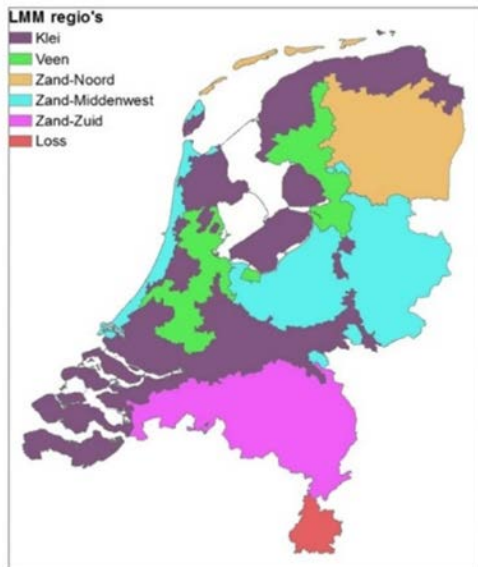 LMM regio's
Klei
Veen
Zand-Noord
Zand-Middenwest
Zand-Zuid
Loss